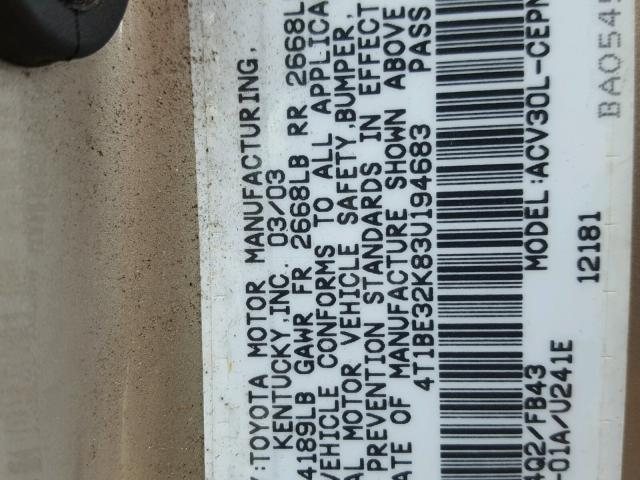 Y:TOYOTA MOTOR MANUFACTURING,
KENTUCKY,INC. 03/03
4189LB GAWR FR 2668LB RR 2668L
VEHICLE CONFORMS TO ALL APPLICA
AL MOTOR VEHICLE SAFETY,BUMPER,
PREVENTION STANDARDS IN EFFECT
ATE OF MANUFACTURE SHOWN ABOVE
4T1BE32K83U194683 PASS
MODEL:ACV30L-CEPN
4Q2/FB43
-01A/U241E
12181
BA0545